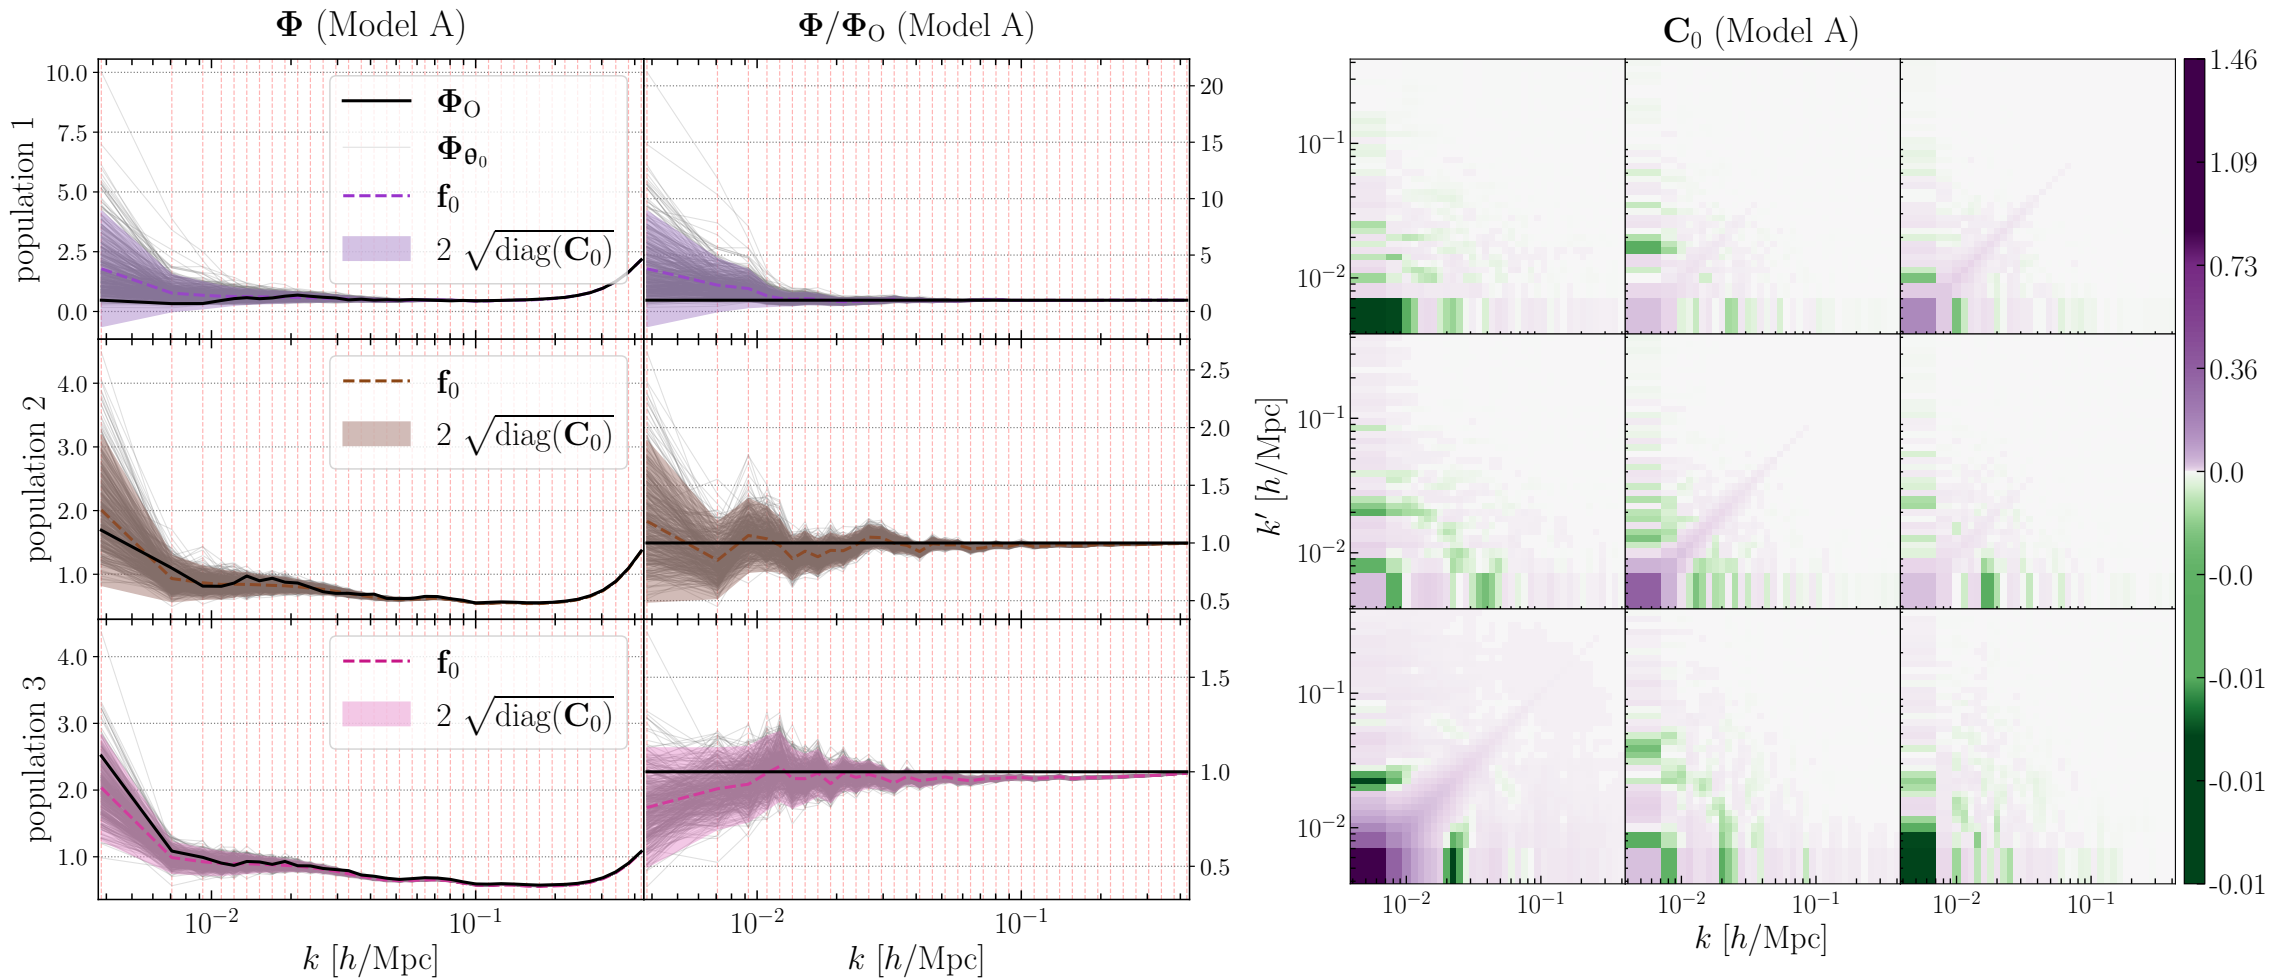 Φ (Model A)
Φ/Φ_O (Model A)
C_0 (Model A)
population 1
10.0
7.5
5.0
2.5
0.0
Φ_O
Φ_θ_0
f_0
2 √diag(C_0)
20
15
10
5
0
population 2
4.0
3.0
2.0
1.0
f_0
2 √diag(C_0)
2.5
2.0
1.5
1.0
0.5
population 3
4.0
3.0
2.0
1.0
f_0
2 √diag(C_0)
1.5
1.0
0.5
10^{-2} 10^{-1}
k [h/Mpc]
10^{-2} 10^{-1}
k [h/Mpc]
k′ [h/Mpc]
10^{-1}
10^{-2}
10^{-1}
10^{-2}
10^{-1}
10^{-2}
10^{-2} 10^{-1} 10^{-2} 10^{-1} 10^{-2} 10^{-1}
k [h/Mpc]
1.46
1.09
0.73
0.36
0.0
-0.0
-0.01
-0.01
-0.01